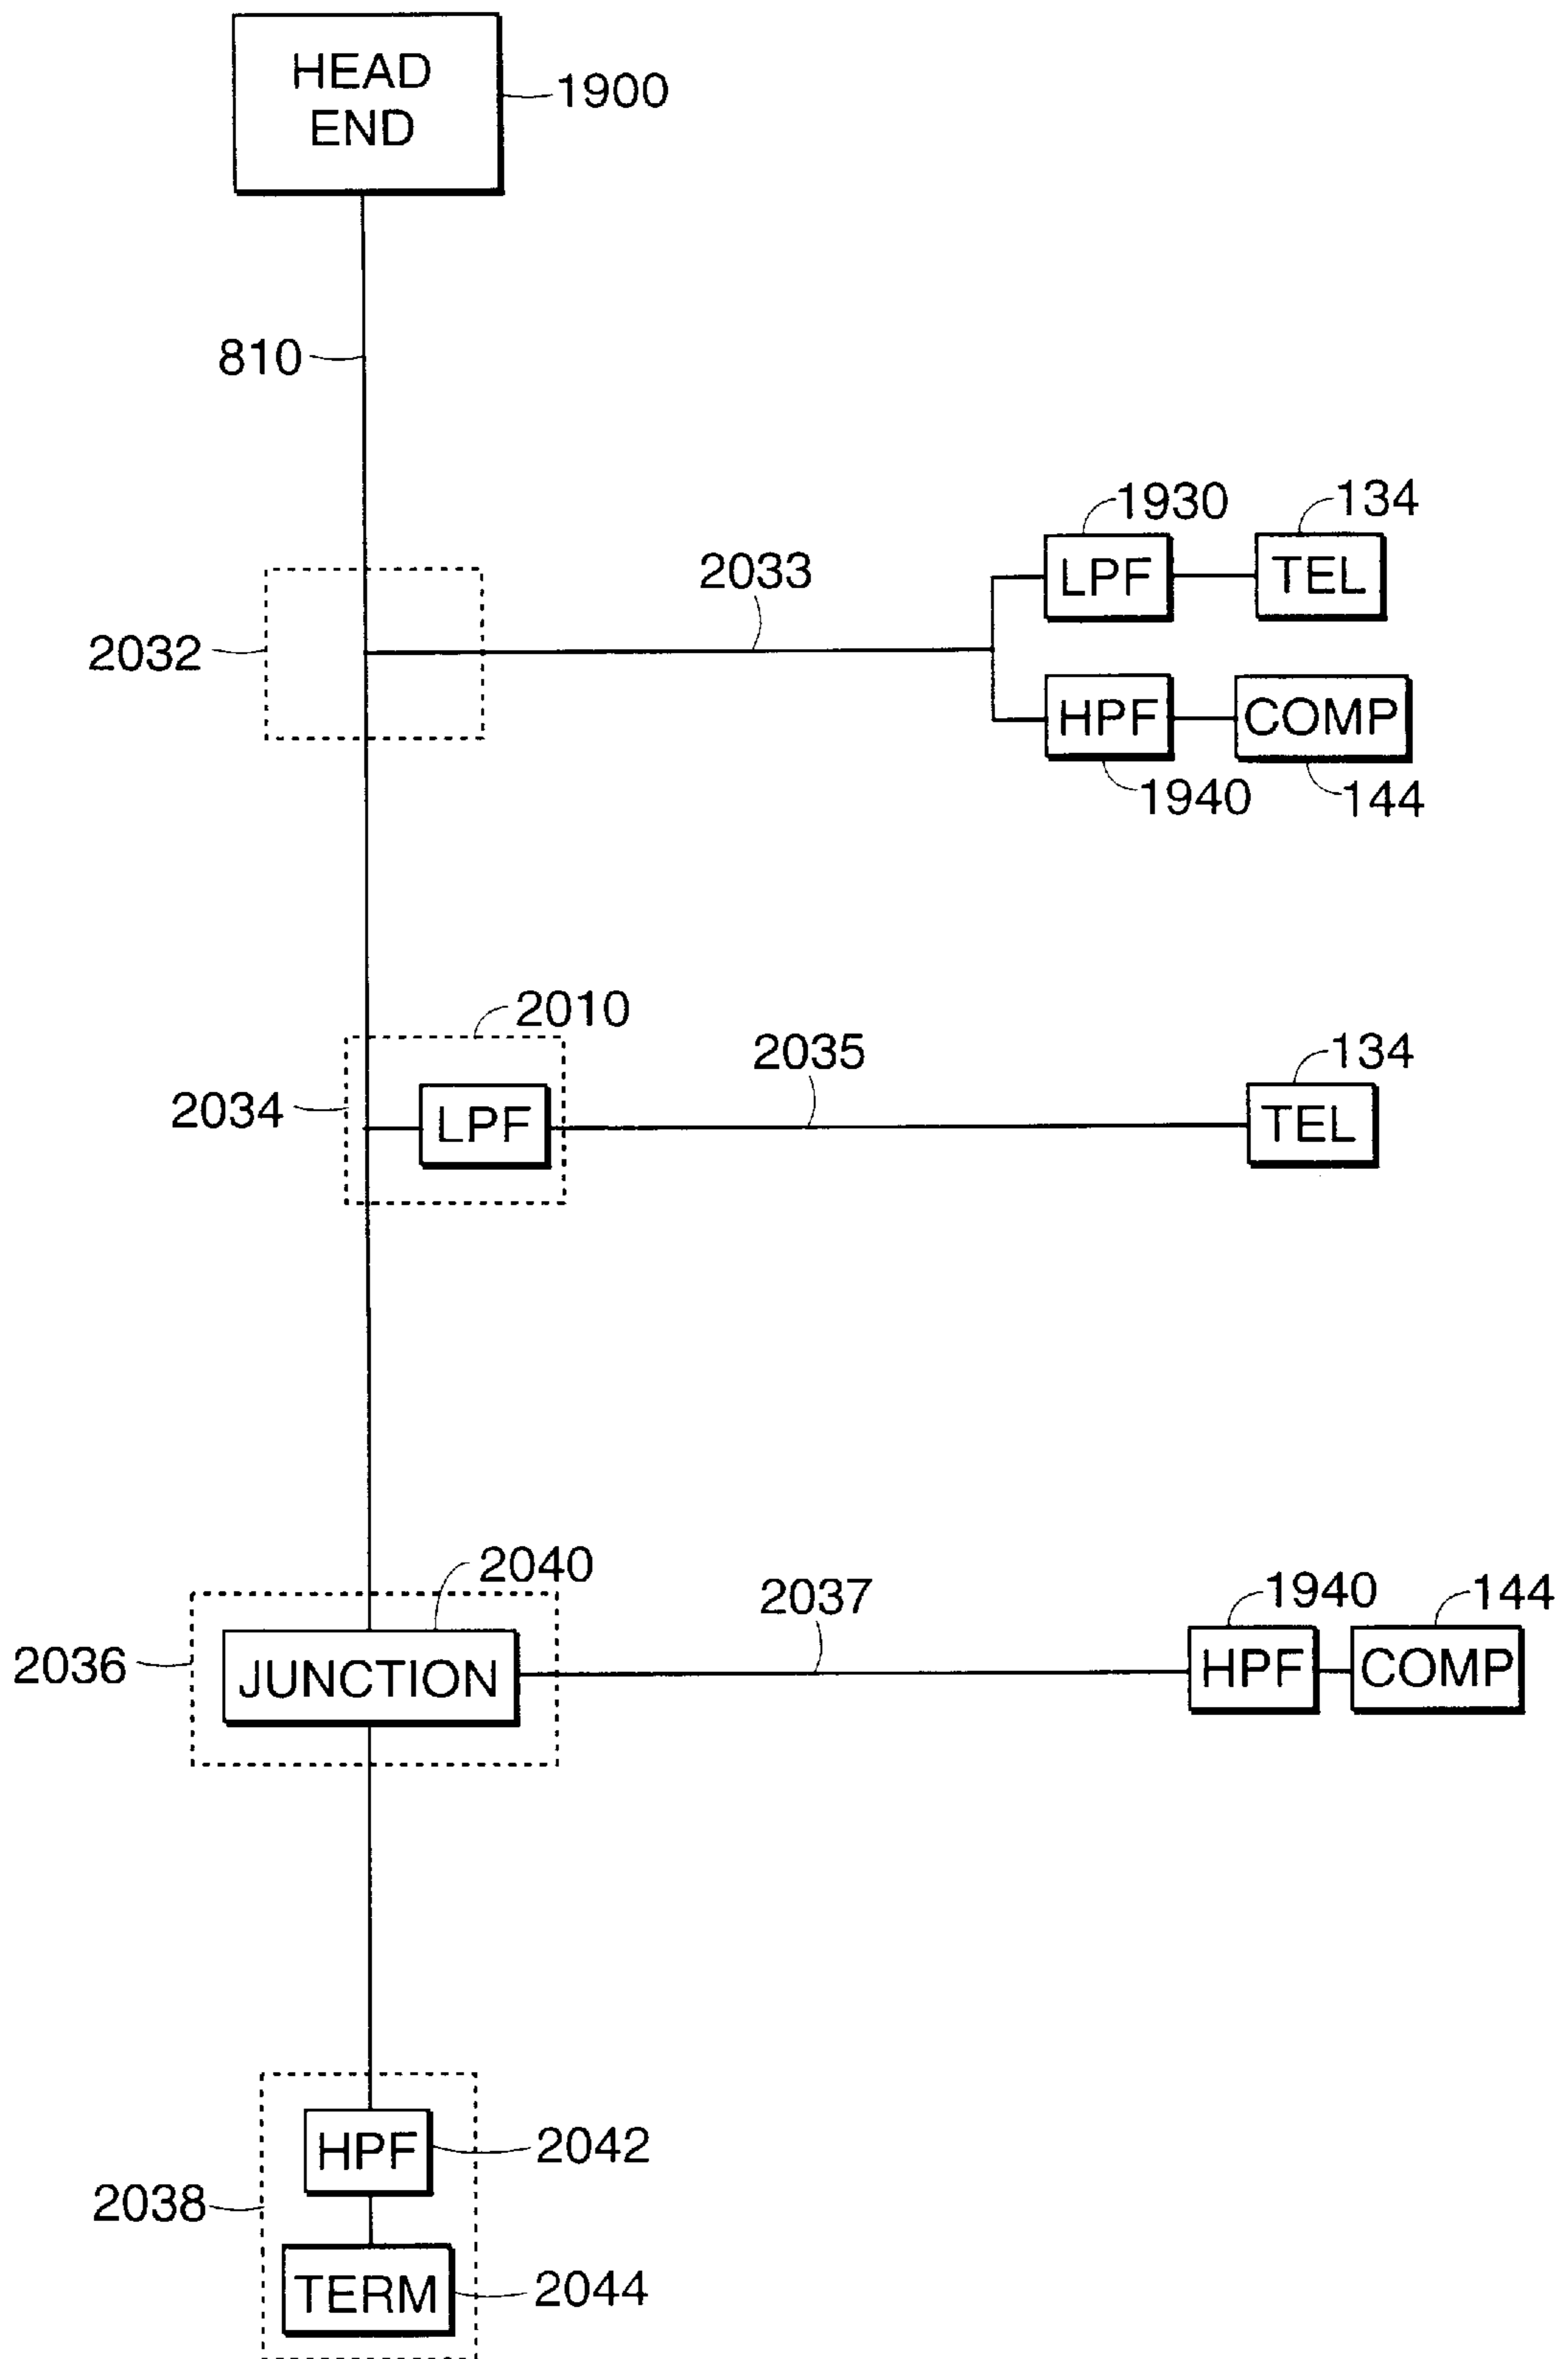 HEAD
END
1900
810
1930
134
2033
LPF
TEL
2032
HPF
COMP
1940
144
2010
2035
134
2034
LPF
TEL
2040
2037
1940
144
2036
JUNCTION
HPF
COMP
HPF
2042
2038
TERM
2044